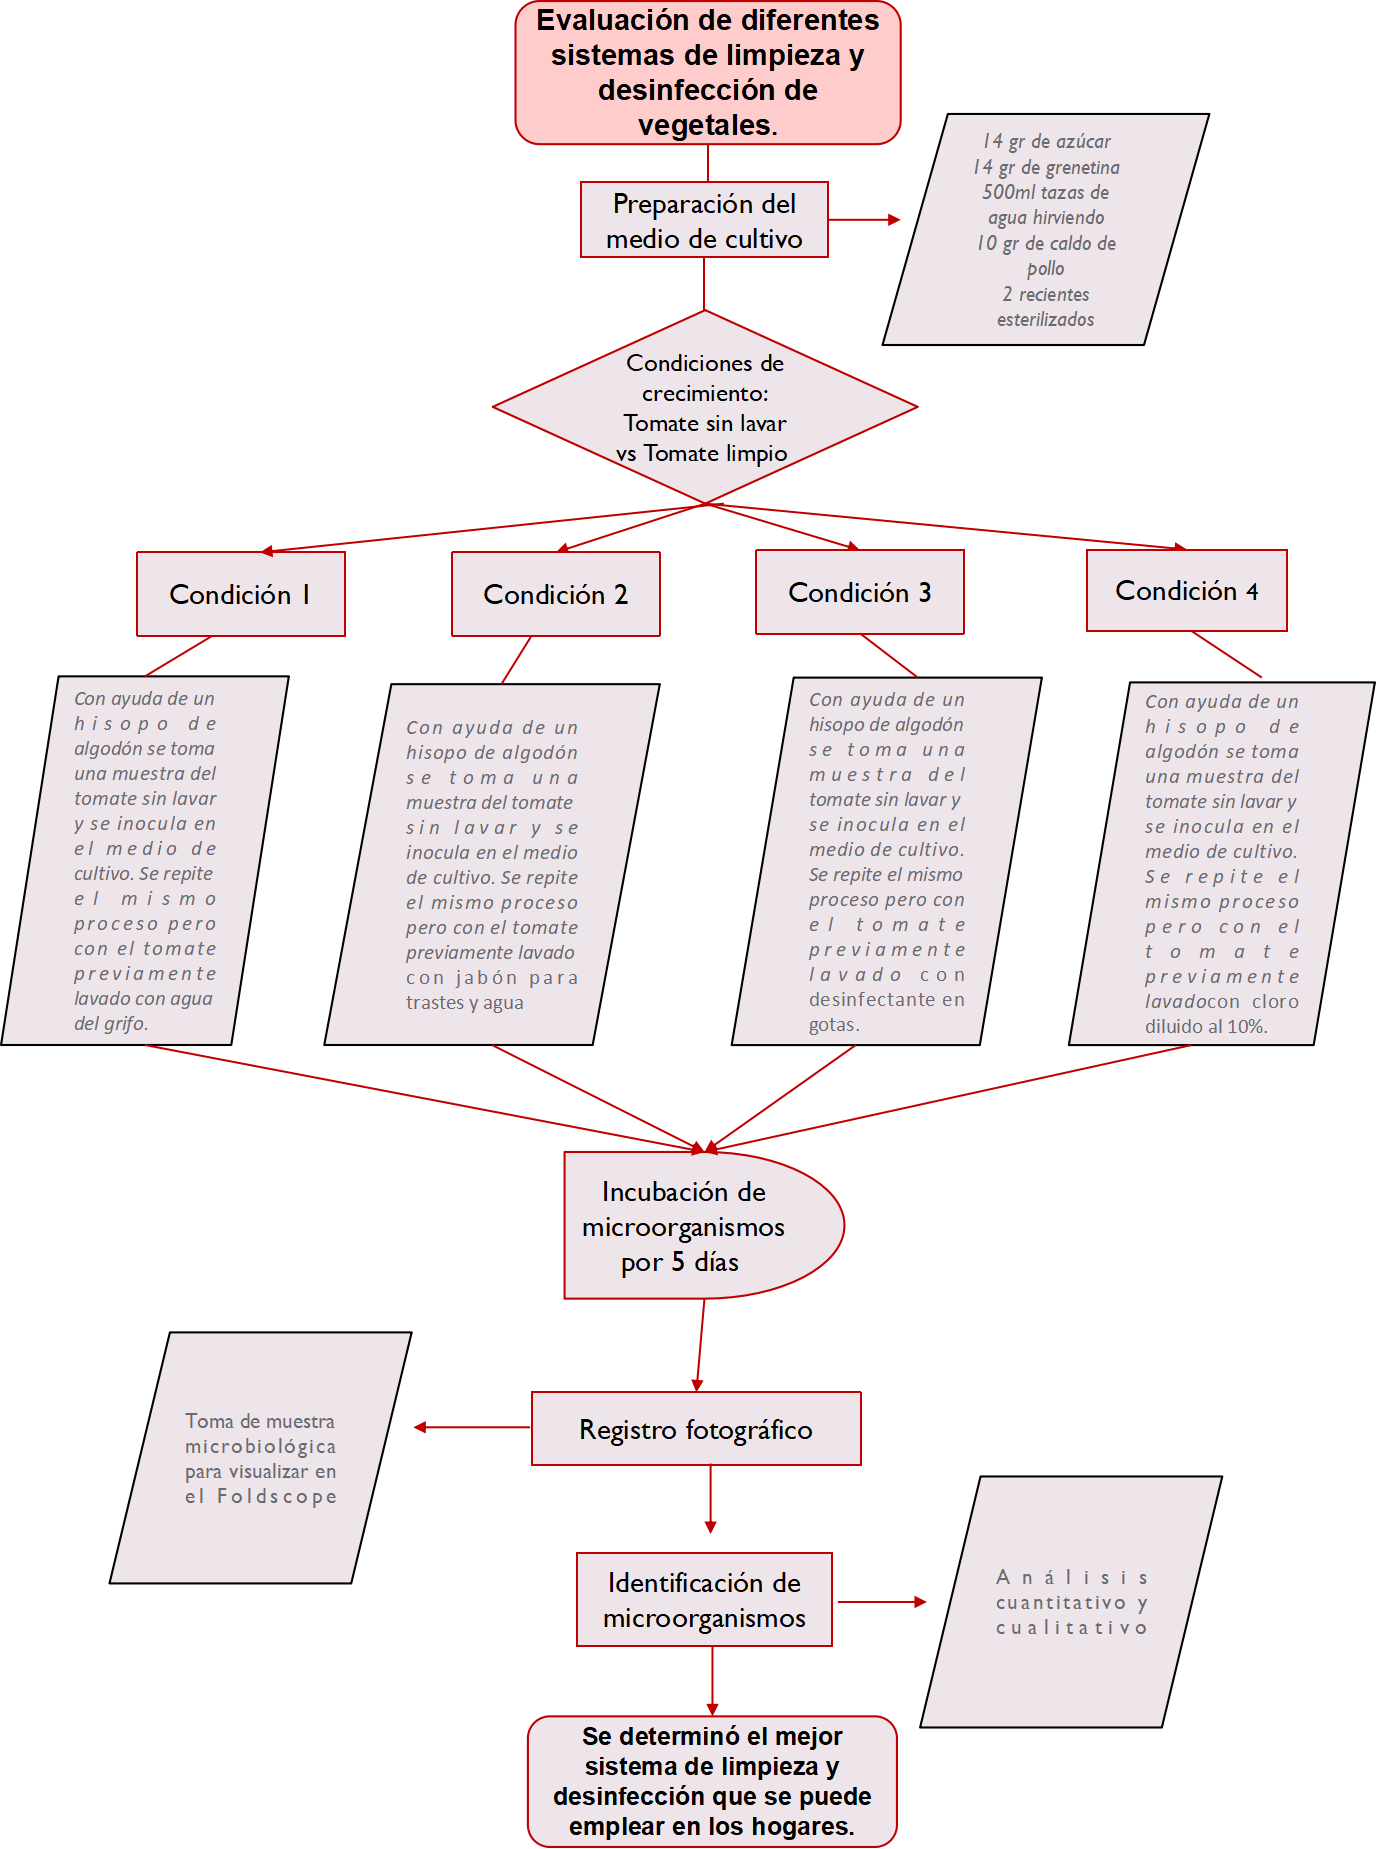 Evaluación de diferentes
sistemas de limpieza y
desinfección de
vegetales.
Preparación del
medio de cultivo
14 gr de azúcar
14 gr de grenetina
500ml tazas de
agua hirviendo
10 gr de caldo de
pollo
2 recientes
esterilizados
Condiciones de
crecimiento:
Tomate sin lavar
vs Tomate limpio
Condición 1
Condición 2
Condición 3
Condición 4
Con ayuda de un
hisopo de
algodón se toma
una muestra del
tomate sin lavar
y se inocula en
el medio de
cultivo. Se repite
el mismo
proceso pero
con el tomate
previamente
lavado con agua
del grifo.
Con ayuda de un
hisopo de algodón
se toma una
muestra del tomate
sin lavar y se
inocula en el medio
de cultivo. Se repite
el mismo proceso
pero con el tomate
previamente lavado
con jabón para
trastes y agua
Con ayuda de un
hisopo de algodón
se toma una
muestra del
tomate sin lavar y
se inocula en el
medio de cultivo.
Se repite el mismo
proceso pero con
el tomate
previamente
lavado con
desinfectante en
gotas.
Con ayuda de un
hisopo de
algodón se toma
una muestra del
tomate sin lavar y
se inocula en el
medio de cultivo.
Se repite el
mismo proceso
pero con el
tomate
previamente
lavadocon cloro
diluido al 10%.
Incubación de
microorganismos
por 5 días
Registro fotográfico
Toma de muestra
microbiológica
para visualizar en
el Foldscope
Identificación de
microorganismos
Análisis
cuantitativo y
cualitativo
Se determinó el mejor
sistema de limpieza y
desinfección que se puede
emplear en los hogares.